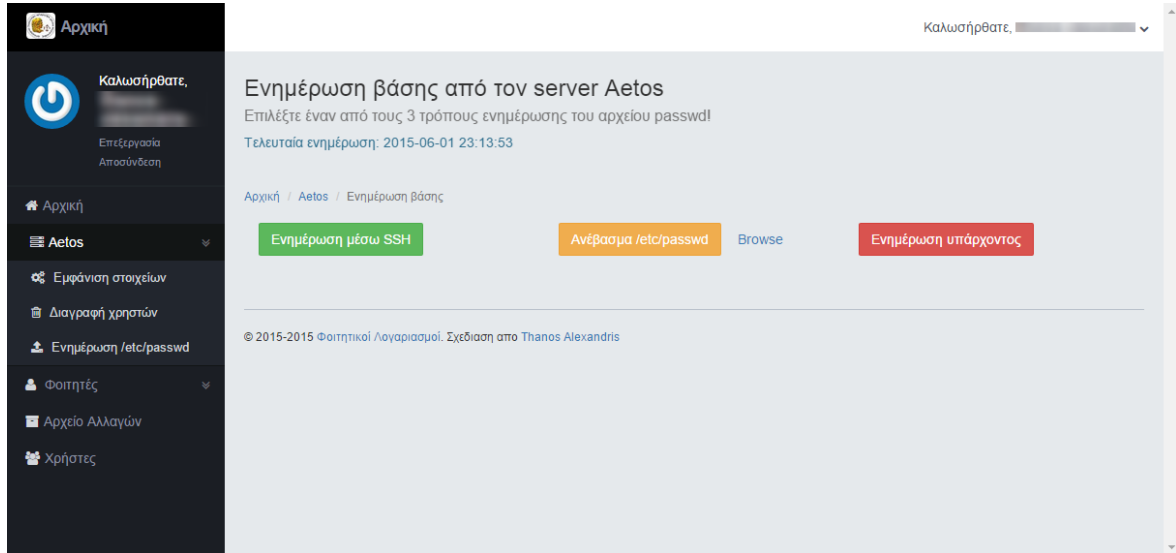 Αρχική
Καλωσήρθατε,
Καλωσήρθατε,
Επεξεργασία
Αποσύνδεση
Αρχική
Aetos
Εμφάνιση στοιχείων
Διαγραφή χρηστών
Ενημέρωση /etc/passwd
Φοιτητές
Αρχείο Αλλαγών
Χρήστες
Ενημέρωση βάσης από τον server Aetos
Επιλέξτε έναν από τους 3 τρόπους ενημέρωσης του αρχείου passwd!
Τελευταία ενημέρωση: 2015-06-01 23:13:53
Αρχική / Aetos / Ενημέρωση βάσης
Ενημέρωση μέσω SSH
Ανέβασμα /etc/passwd
Browse
Ενημέρωση υπάρχοντος
© 2015-2015 Φοιτητικοί Λογαριασμοί. Σχεδιαση απο Thanos Alexandris